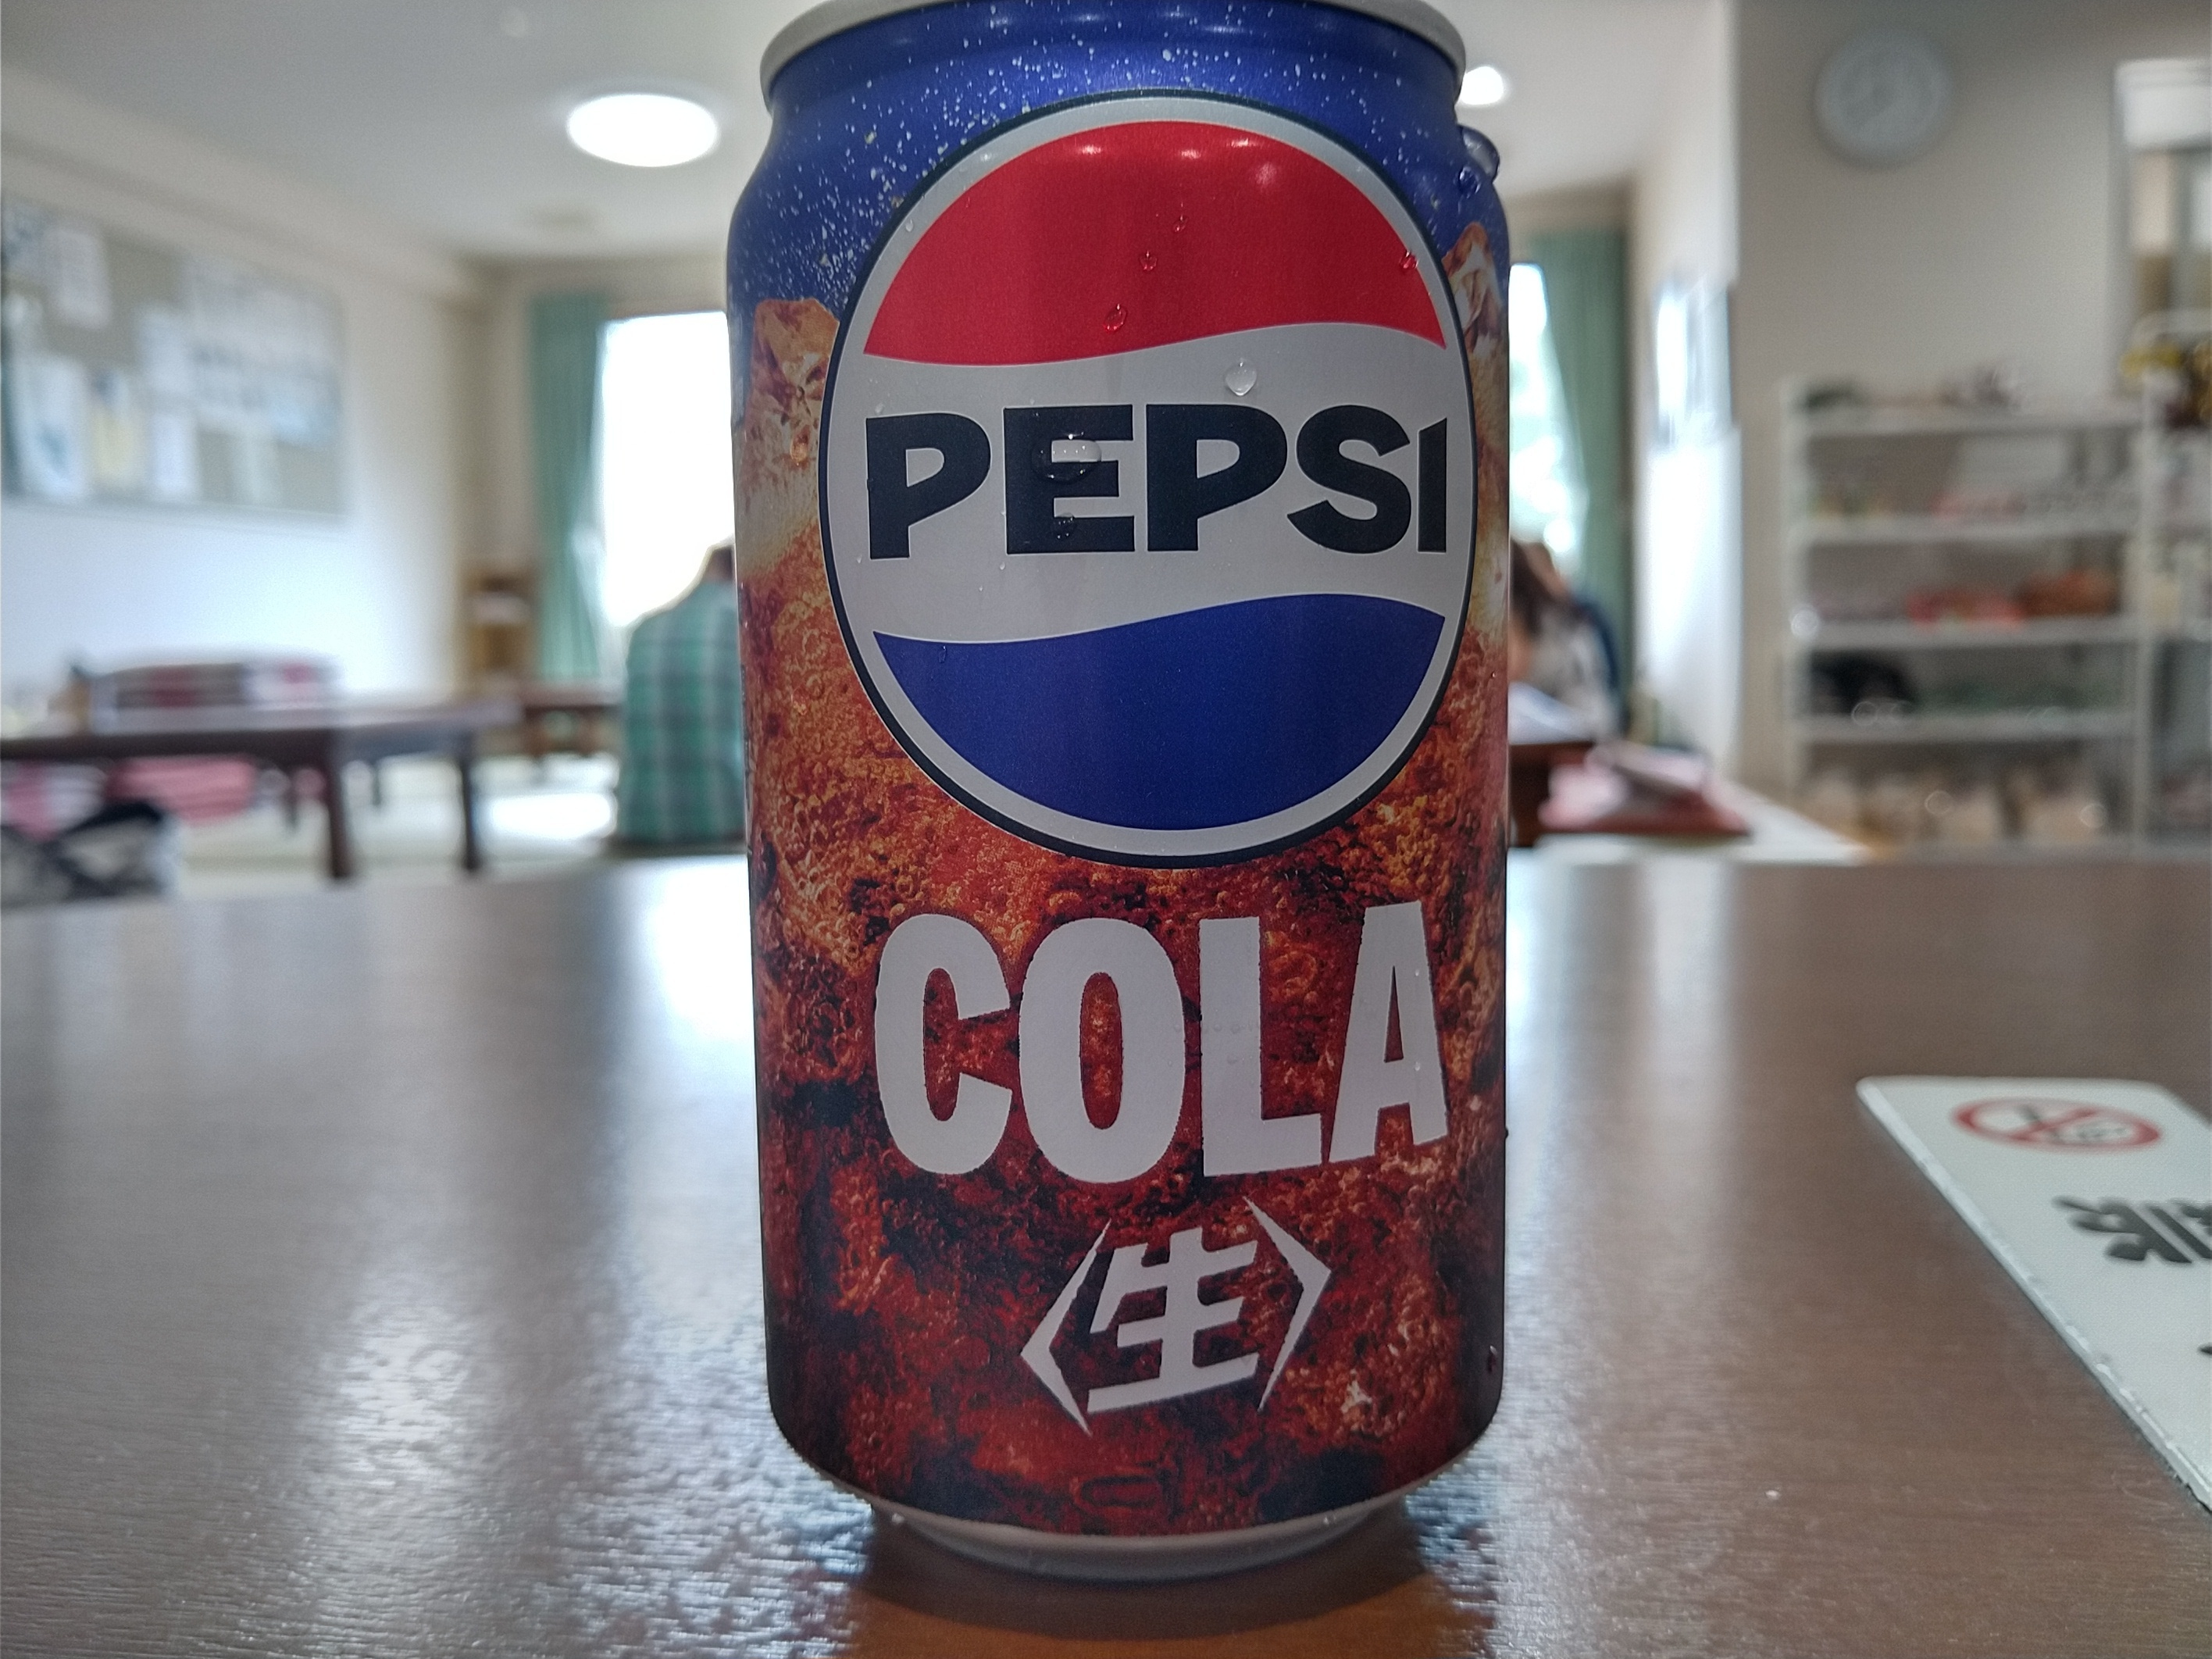 PEPSI
COLA
〈生〉